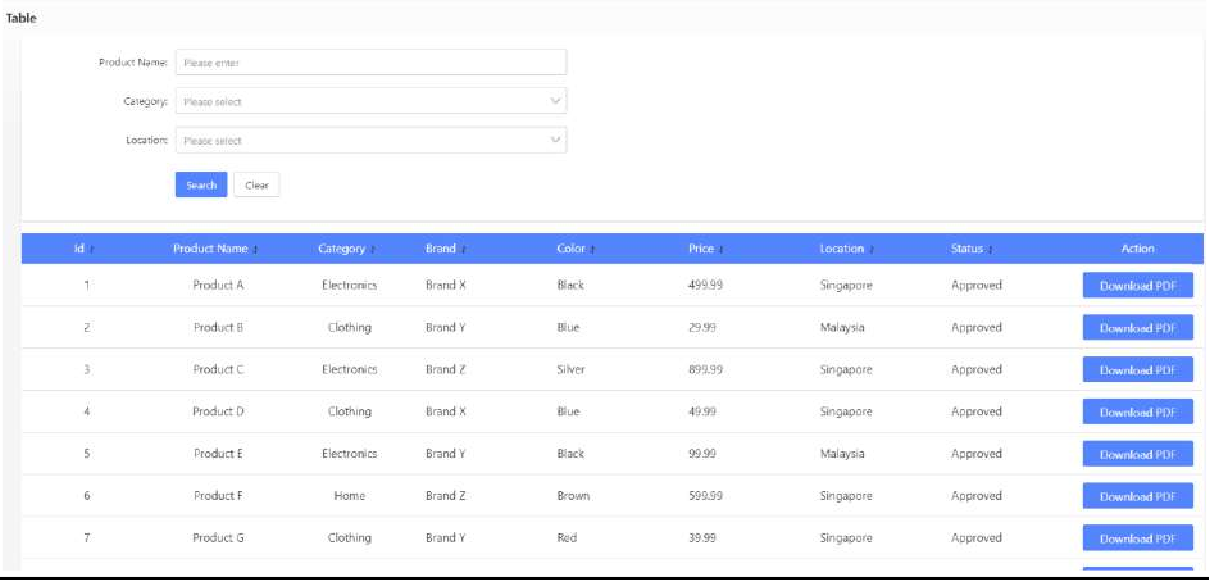 Table
Product Name: Please enter
Category: Please select
Location: Please select
Search Clear
Id Product Name Category Brand Color Price Location Status Action
1 Product A Electronics Brand X Black 499.99 Singapore Approved Download PDF
2 Product B Clothing Brand Y Blue 29.99 Malaysia Approved Download PDF
3 Product C Electronics Brand Z Silver 899.99 Singapore Approved Download PDF
4 Product D Clothing Brand X Blue 49.99 Singapore Approved Download PDF
5 Product E Electronics Brand Y Black 99.99 Malaysia Approved Download PDF
6 Product F Home Brand Z Brown 599.99 Singapore Approved Download PDF
7 Product G Clothing Brand Y Red 39.99 Singapore Approved Download PDF